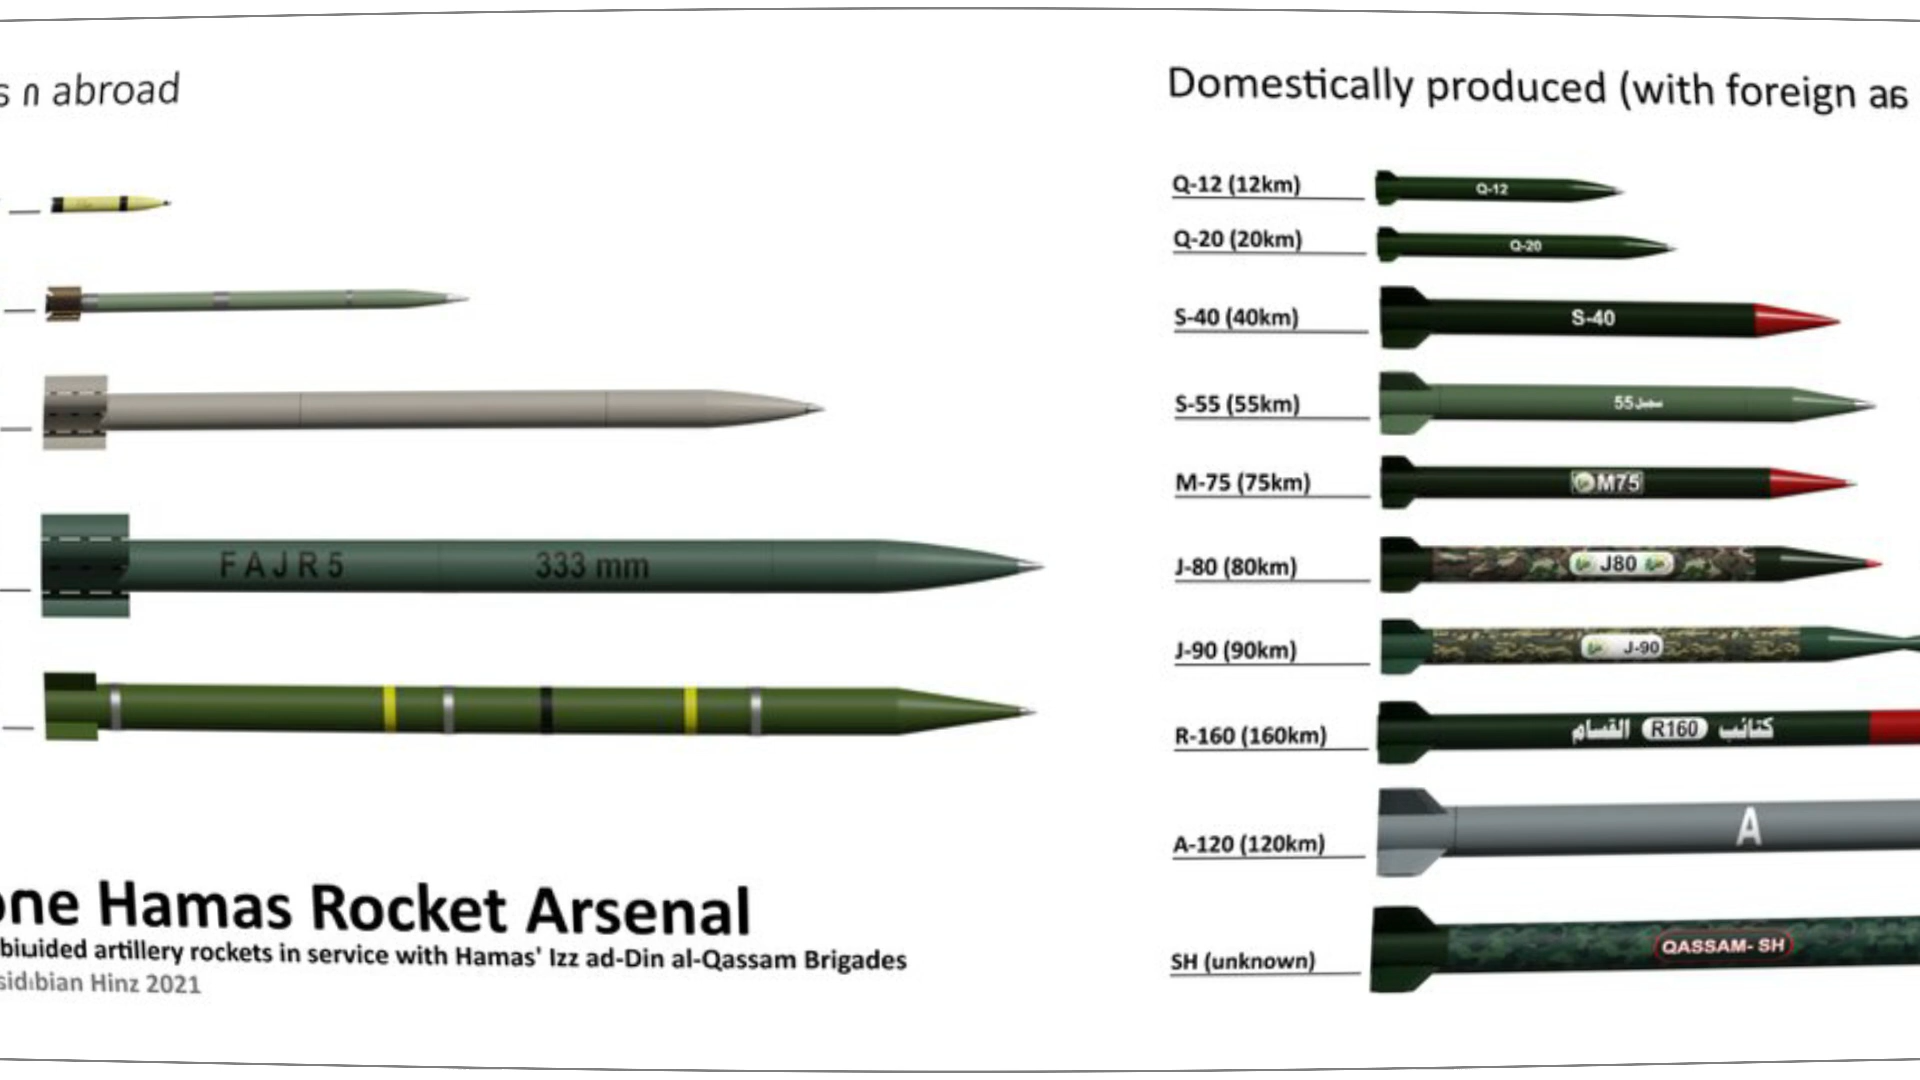 abroad
FAJR5 333 mm
Hamas Rocket Arsenal
artillery rockets in service with Hamas' Izz ad-Din al-Qassam Brigades
Hinz 2021
Domestically produced (with foreign
Q-12 (12km) Q-12
Q-20 (20km) Q-20
S-40 (40km) S-40
S-55 (55km) 55
M-75 (75km) M75
J-80 (80km) J80
J-90 (90km) J-90
R-160 (160km) كتائب R160 القسام
A-120 (120km) A
SH (unknown) QASSAM- SH